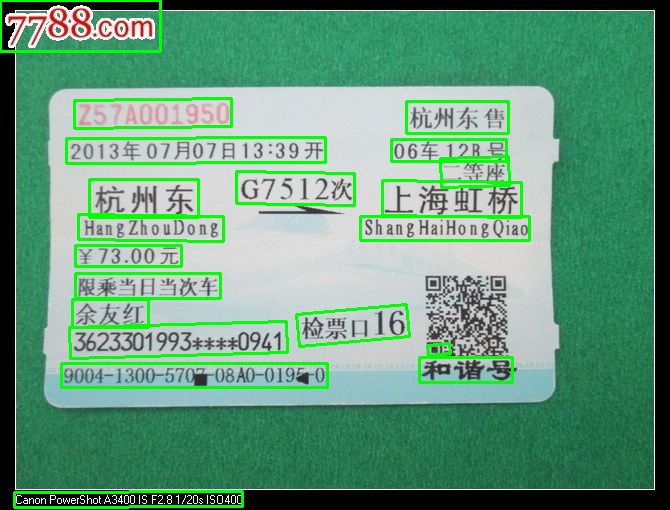 7788.com
Z57A001950
杭州东 售
2013年07月07日13:39开
06车 12B号
二等座
杭州东
G7512次
上海虹桥
HangZhouDong
ShangHaiHongQiao
￥73.00元
限乘当日当次车
余友红
检票口16
3623301993****0941
和谐号
9004-1300-5707-08A0-0195-0
Canon PowerShot A3400 IS F2.8 1/20s ISO400